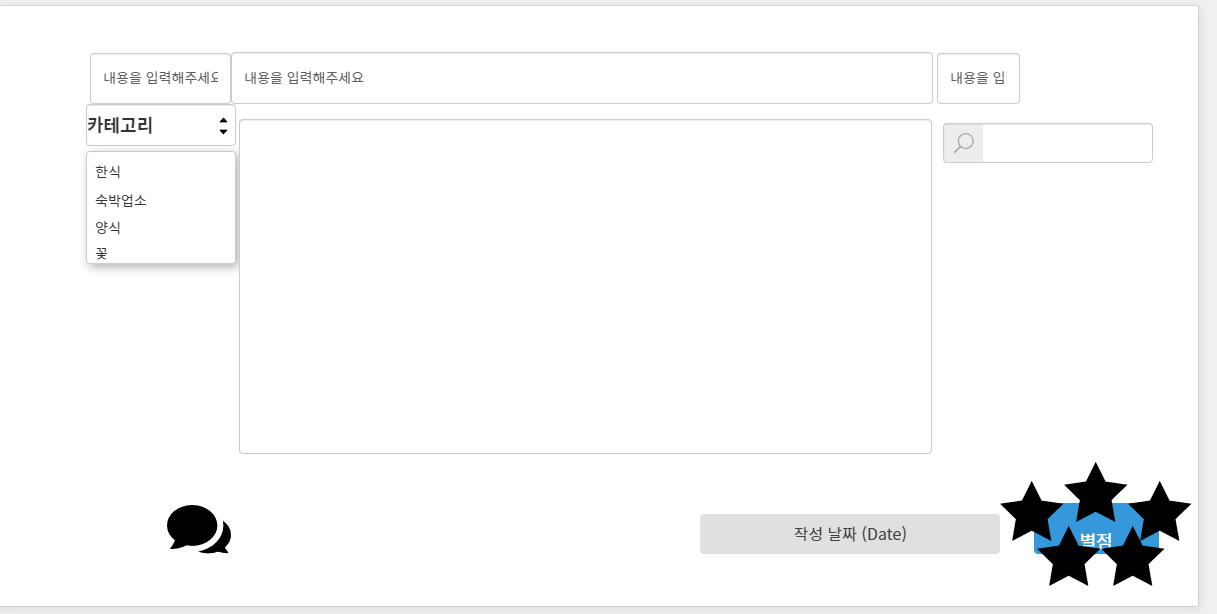 내용을 입력해주세요
내용을 입력해주세요
내용을 입
카테고리
한식
숙박업소
양식
꽃
작성 날짜 (Date)
별점